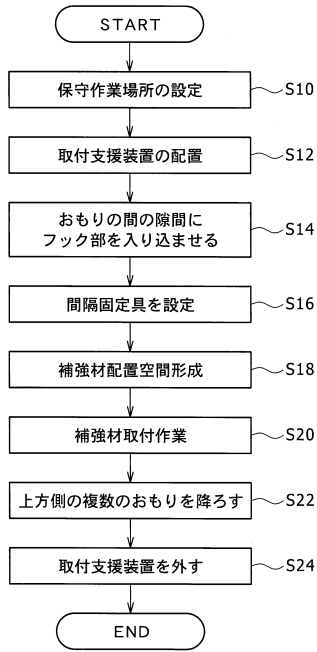 START
保守作業場所の設定
S10
取付支援装置の配置
S12
おもりの間の隙間に
フック部を入り込ませる
S14
間隔固定具を設定
S16
補強材配置空間形成
S18
補強材取付作業
S20
上方側の複数のおもりを降ろす
S22
取付支援装置を外す
S24
END